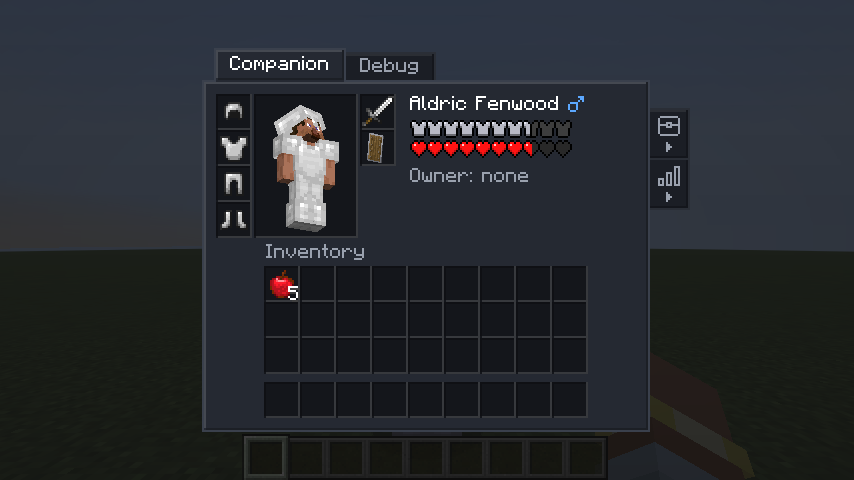 Companion
Debug
Aldric Fenwood ♂
Owner: none
Inventory
5